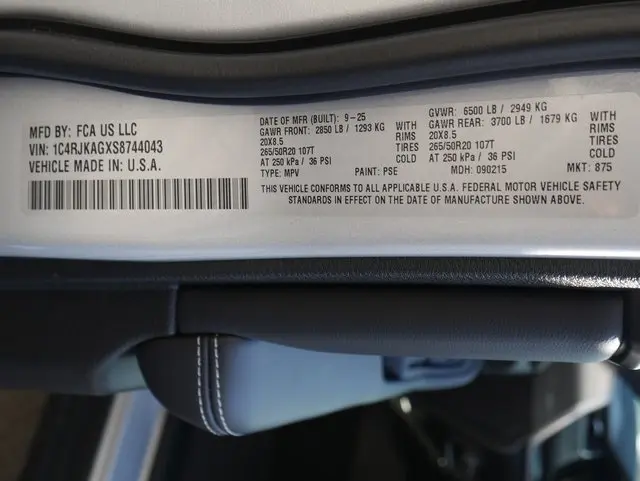 MFD BY: FCA US LLC
VIN: 1C4RJKAGXS8744043
VEHICLE MADE IN: U.S.A.
DATE OF MFR (BUILT): 9-25
GAWR FRONT: 2850 LB / 1293 KG WITH
20X8.5 RIMS
265/50R20 107T TIRES
AT 250 kPa / 36 PSI COLD
TYPE: MPV PAINT: PSE
GVWR: 6500 LB / 2949 KG
GAWR REAR: 3700 LB / 1679 KG WITH
20X8.5 RIMS
265/50R20 107T TIRES
AT 250 kPa / 36 PSI COLD
MDH: 090215 MKT: 875
THIS VEHICLE CONFORMS TO ALL APPLICABLE U.S.A. FEDERAL MOTOR VEHICLE SAFETY
STANDARDS IN EFFECT ON THE DATE OF MANUFACTURE SHOWN ABOVE.